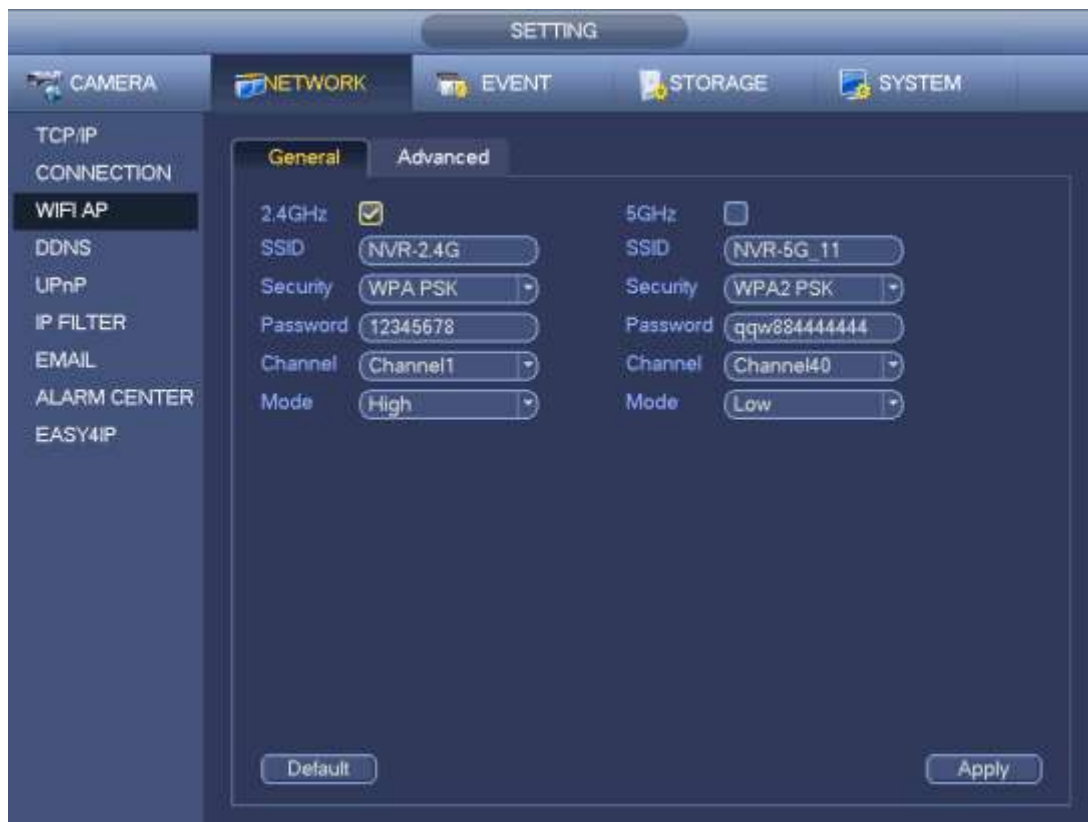 SETTING
CAMERA NETWORK EVENT STORAGE SYSTEM
TCP/IP
CONNECTION
WIFI AP
DDNS
UPnP
IP FILTER
EMAIL
ALARM CENTER
EASY4IP
General Advanced
2.4GHz 5GHz
SSID NVR-2.4G SSID NVR-5G_11
Security WPA PSK Security WPA2 PSK
Password 12345678 Password qqw884444444
Channel Channel1 Channel Channel40
Mode High Mode Low
Default Apply